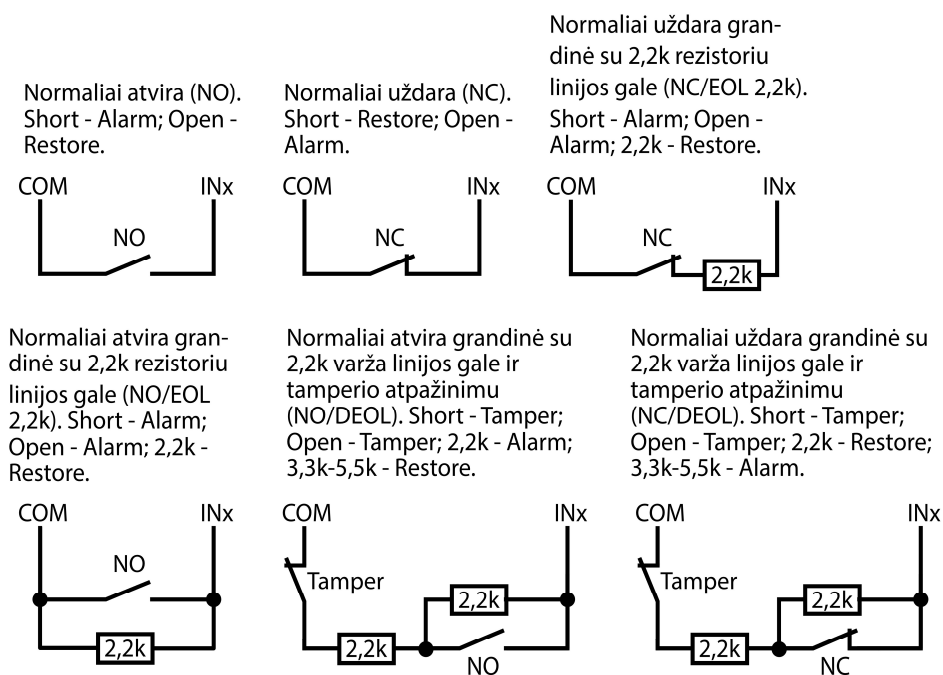 Normaliai atvira (NO).
Short - Alarm; Open -
Restore.
COM
INx
NO
Normaliai uždara (NC).
Short - Restore; Open -
Alarm.
COM
INx
NC
Normaliai uždara gran-
dinė su 2,2k rezistoriu
linijos gale (NC/EOL 2,2k).
Short - Alarm; Open -
Alarm; 2,2k - Restore.
COM
INx
NC
2,2k
Normaliai atvira gran-
dinė su 2,2k rezistoriu
linijos gale (NO/EOL
2,2k). Short - Alarm;
Open - Alarm; 2,2k -
Restore.
COM
INx
NO
2,2k
Normaliai atvira grandinė su
2,2k varža linijos gale ir
tamperio atpažinimu
(NO/DEOL). Short - Tamper;
Open - Tamper; 2,2k - Alarm;
3,3k-5,5k - Restore.
COM
INx
Tamper
2,2k
2,2k
NO
Normaliai uždara grandinė su
2,2k varža linijos gale ir
tamperio atpažinimu
(NC/DEOL). Short - Tamper;
Open - Tamper; 2,2k - Restore;
3,3k-5,5k - Alarm.
COM
INx
Tamper
2,2k
2,2k
NC